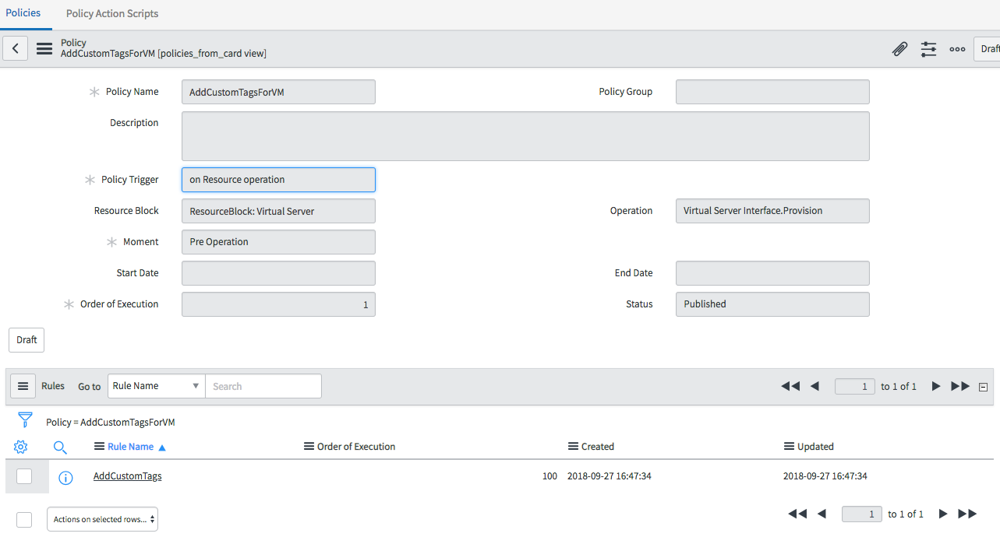 Policies Policy Action Scripts
Policy
AddCustomTagsForVM [policies_from_card view]
Draft
Policy Name AddCustomTagsForVM Policy Group
Description
Policy Trigger on Resource operation
Resource Block ResourceBlock: Virtual Server Operation Virtual Server Interface.Provision
Moment Pre Operation
Start Date End Date
Order of Execution 1 Status Published
Draft
Rules Go to Rule Name Search 1 to 1 of 1
Policy = AddCustomTagsForVM
Rule Name Order of Execution Created Updated
AddCustomTags 100 2018-09-27 16:47:34 2018-09-27 16:47:34
Actions on selected rows... 1 to 1 of 1